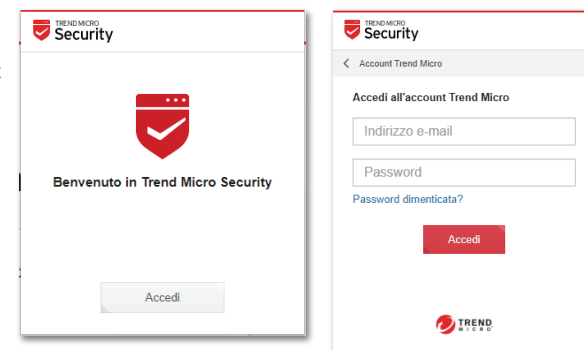 TREND MICRO
Security
Benvenuto in Trend Micro Security
Accedi
TREND MICRO
Security
Account Trend Micro
Accedi all'account Trend Micro
Indirizzo e-mail
Password
Password dimenticata?
Accedi
TREND
MICRO